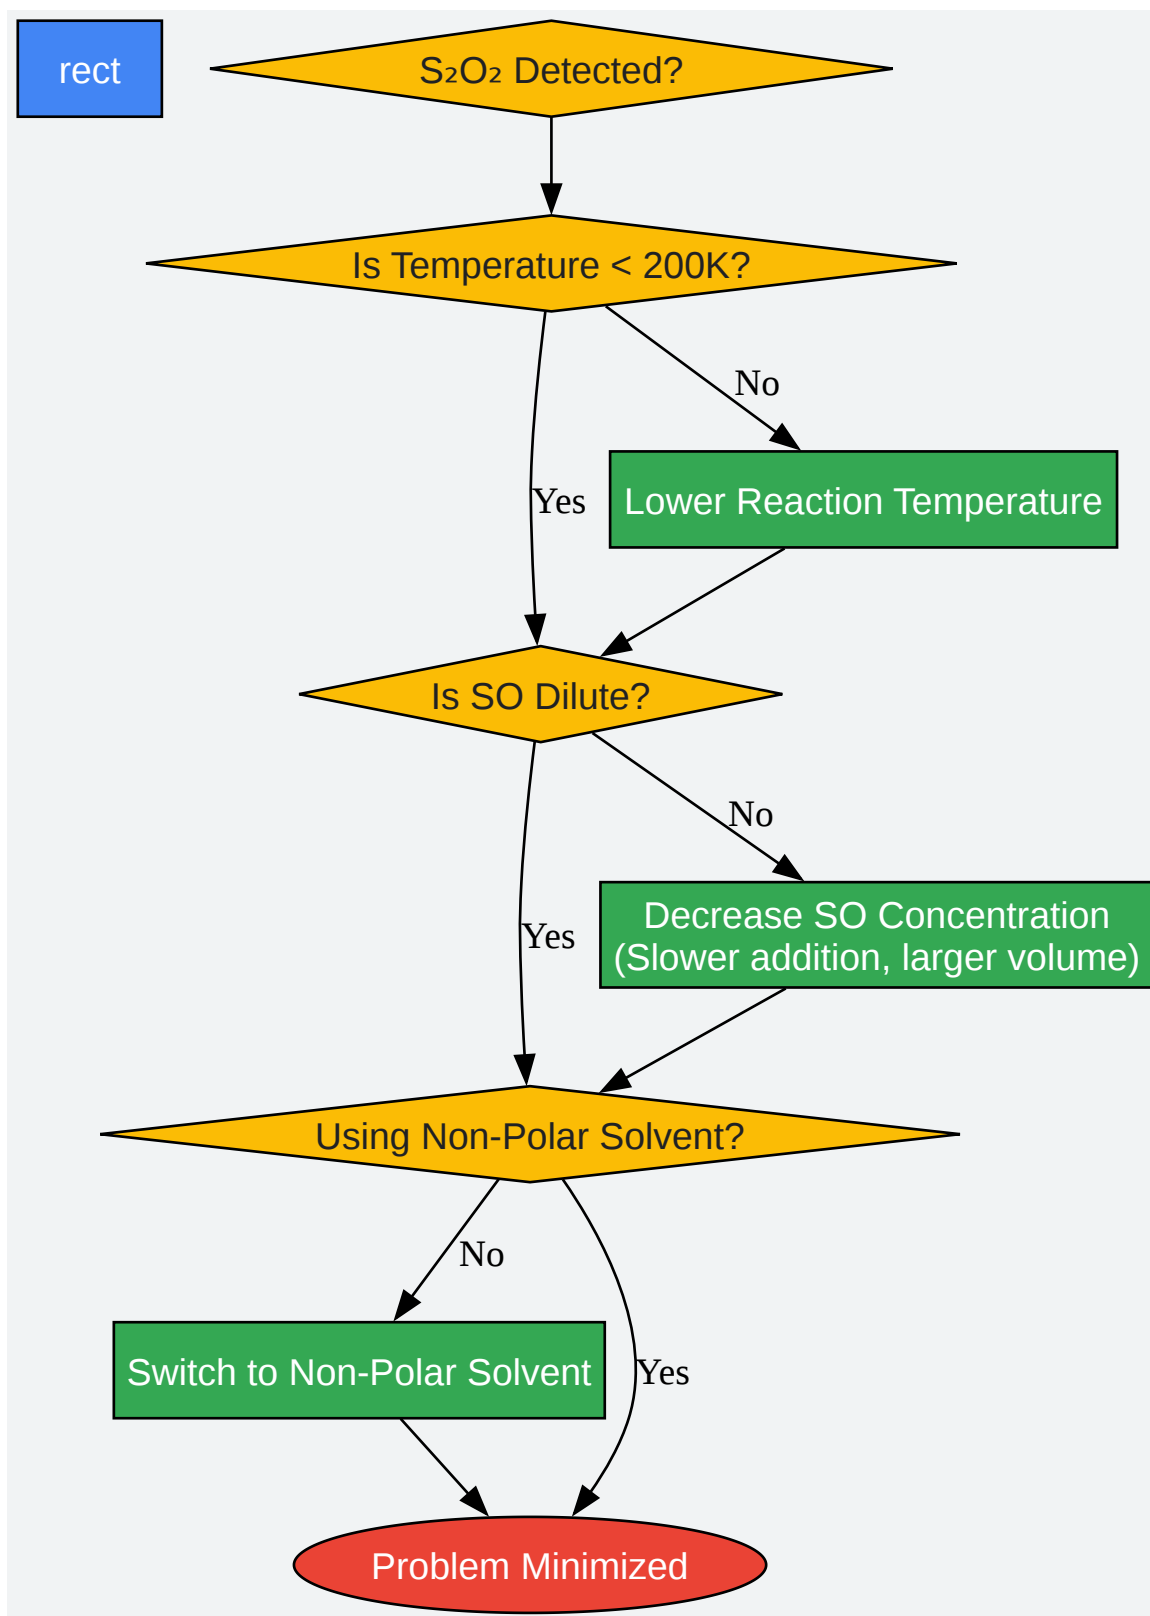 rect
S₂O₂ Detected?
Is Temperature < 200K?
No
Yes
Lower Reaction Temperature
Is SO Dilute?
No
Yes
Decrease SO Concentration
(Slower addition, larger volume)
Using Non-Polar Solvent?
No
Switch to Non-Polar Solvent
Yes
Problem Minimized